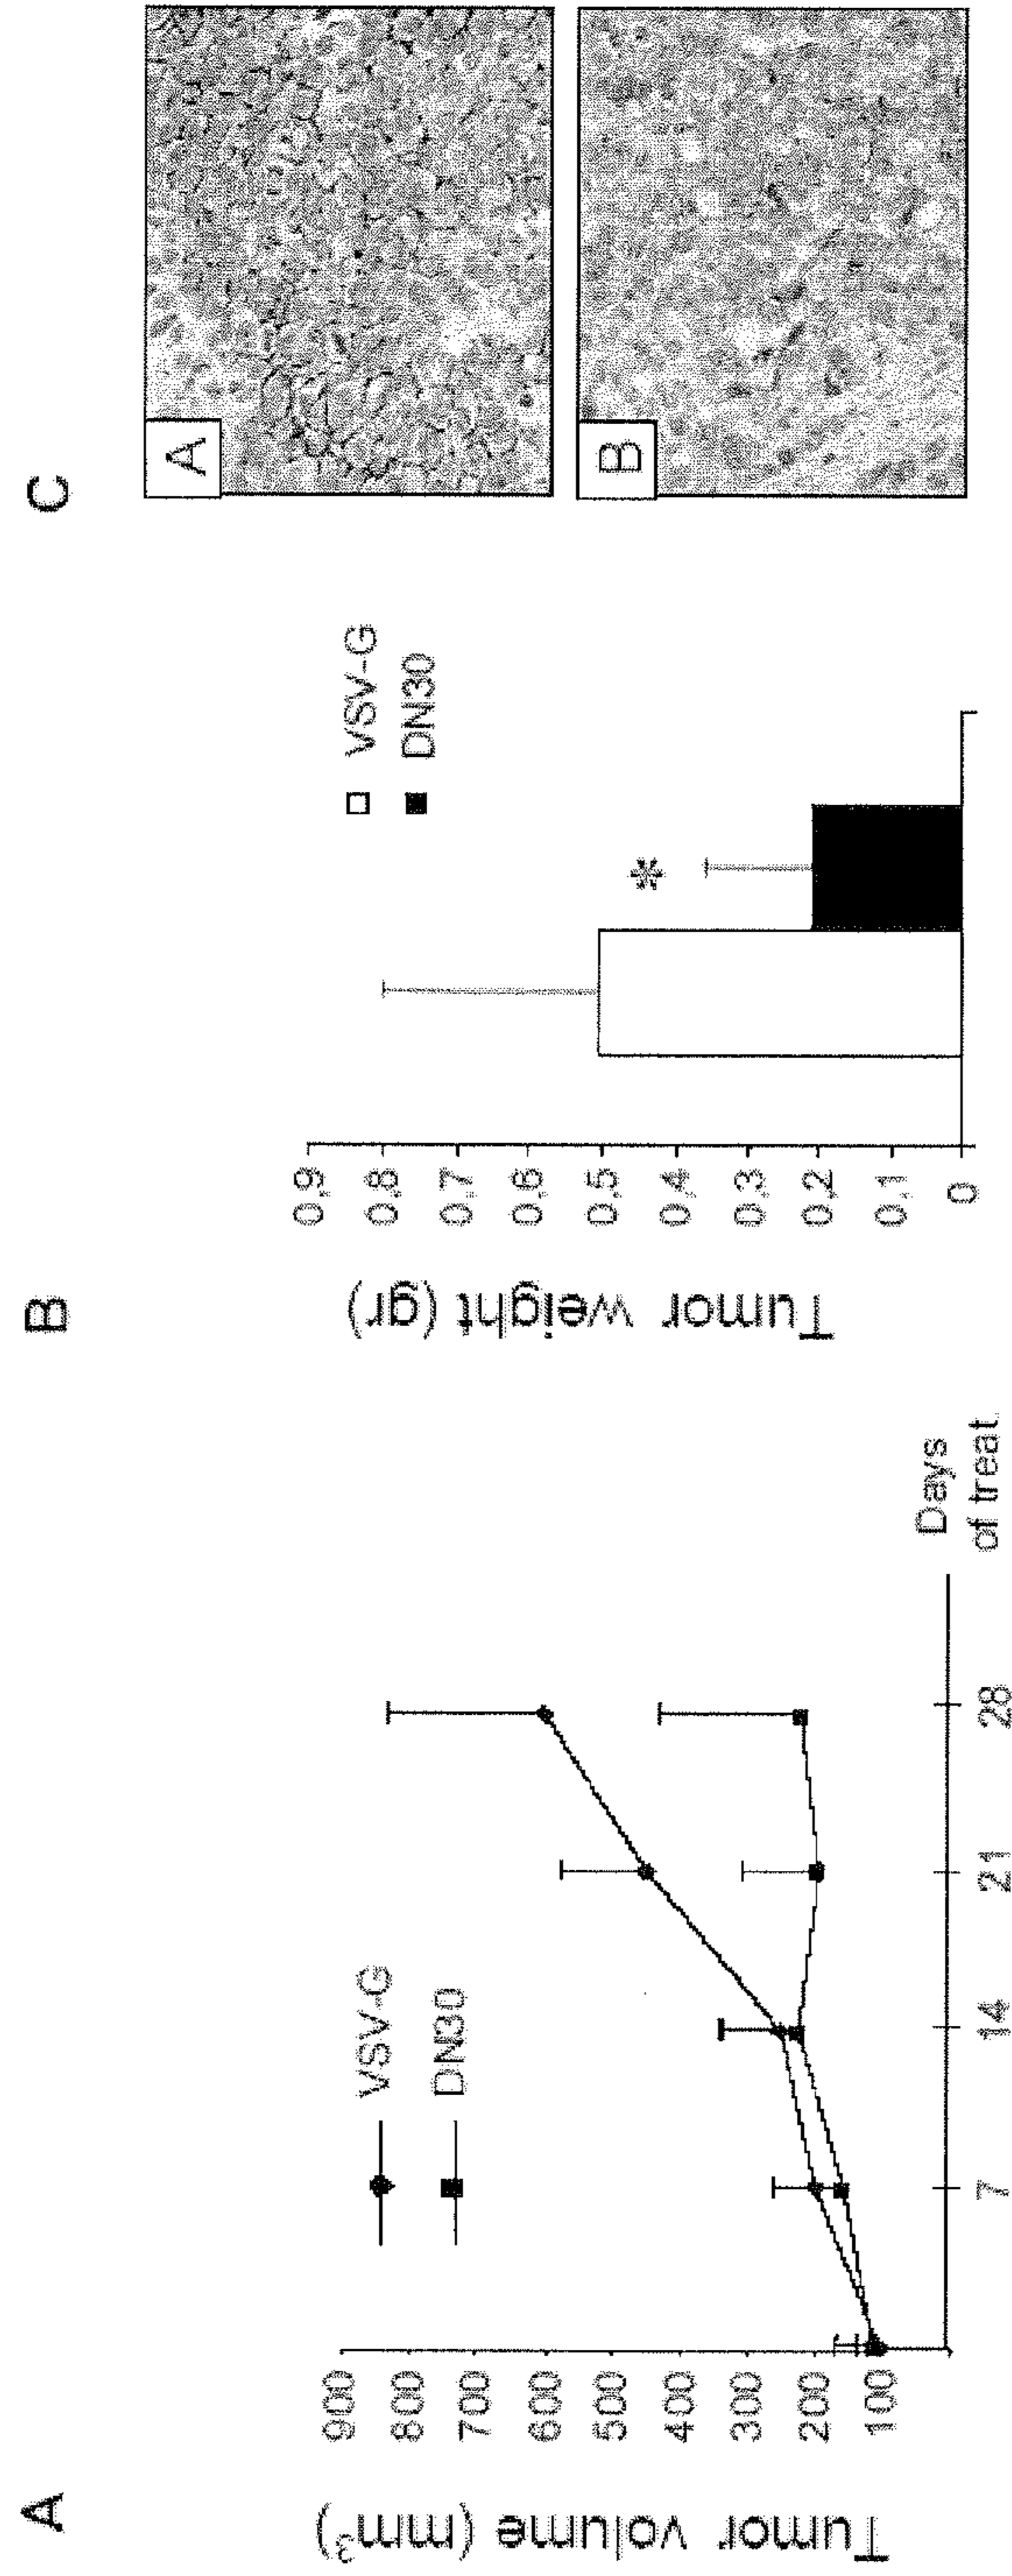 A
Tumor volume (mm3)
900
800
700
600
500
400
300
200
100
VSV-G
DN30
7
14
21
28
Days
of treat.
B
Tumor weight (gr)
0,9
0,8
0,7
0,6
0,5
0,4
0,3
0,2
0,1
0
*
VSV-G
DN30
C
A
B